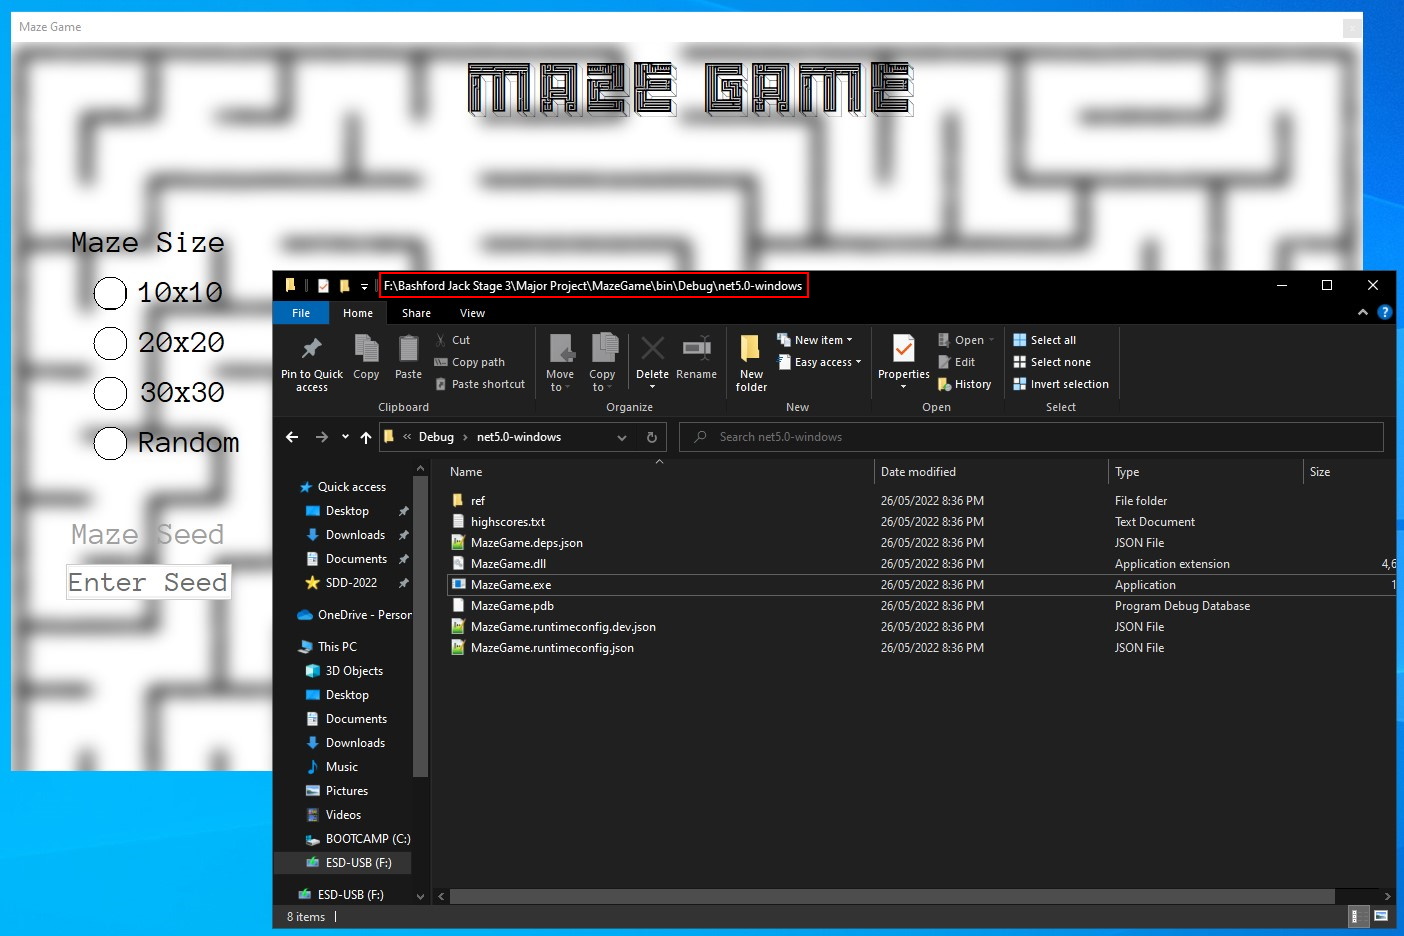 Maze Game
MAZE GAME
Maze Size
10x10
20x20
30x30
Random
Maze Seed
Enter Seed
F:\Bashford Jack Stage 3\Major Project\MazeGame\bin\Debug\net5.0-windows
File Home Share View
Pin to Quick access
Copy
Paste
Cut
Copy path
Paste shortcut
Clipboard
Move to
Copy to
Delete
Rename
Organize
New folder
New item
Easy access
New
Properties
Open
Edit
History
Open
Select all
Select none
Invert selection
Select
« Debug > net5.0-windows
Search net5.0-windows
Quick access
Desktop
Downloads
Documents
SDD-2022
OneDrive - Person
This PC
3D Objects
Desktop
Documents
Downloads
Music
Pictures
Videos
BOOTCAMP (C:)
ESD-USB (F:)
ESD-USB (F:)
Name Date modified Type Size
ref 26/05/2022 8:36 PM File folder
highscores.txt 26/05/2022 8:36 PM Text Document
MazeGame.deps.json 26/05/2022 8:36 PM JSON File
MazeGame.dll 26/05/2022 8:36 PM Application extension 4,6
MazeGame.exe 26/05/2022 8:36 PM Application 1
MazeGame.pdb 26/05/2022 8:36 PM Program Debug Database
MazeGame.runtimeconfig.dev.json 26/05/2022 8:36 PM JSON File
MazeGame.runtimeconfig.json 26/05/2022 8:36 PM JSON File
8 items